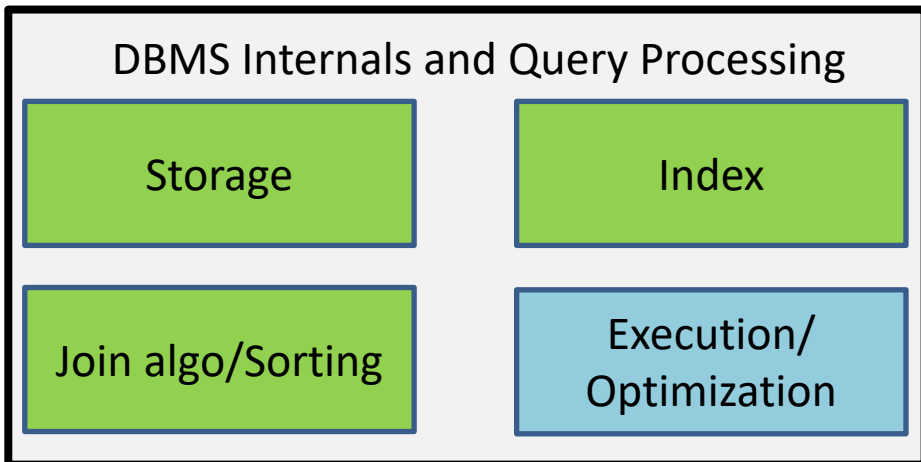 DBMS Internals and Query Processing
Storage
Index
Join algo/Sorting
Execution/
Optimization